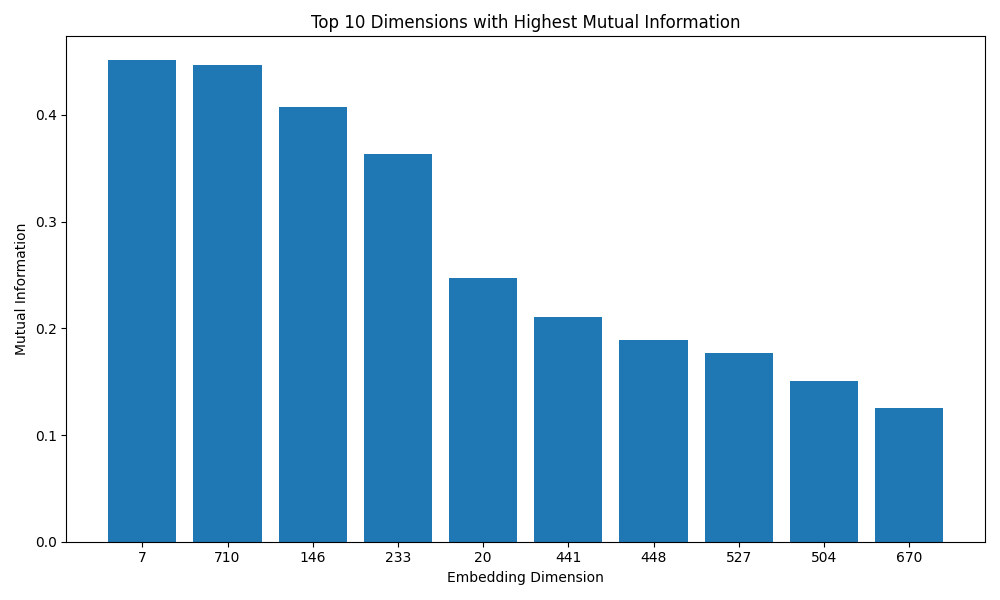 Top 10 Dimensions with Highest Mutual Information
Mutual Information
0.4
0.3
0.2
0.1
0.0
7 710 146 233 20 441 448 527 504 670
Embedding Dimension